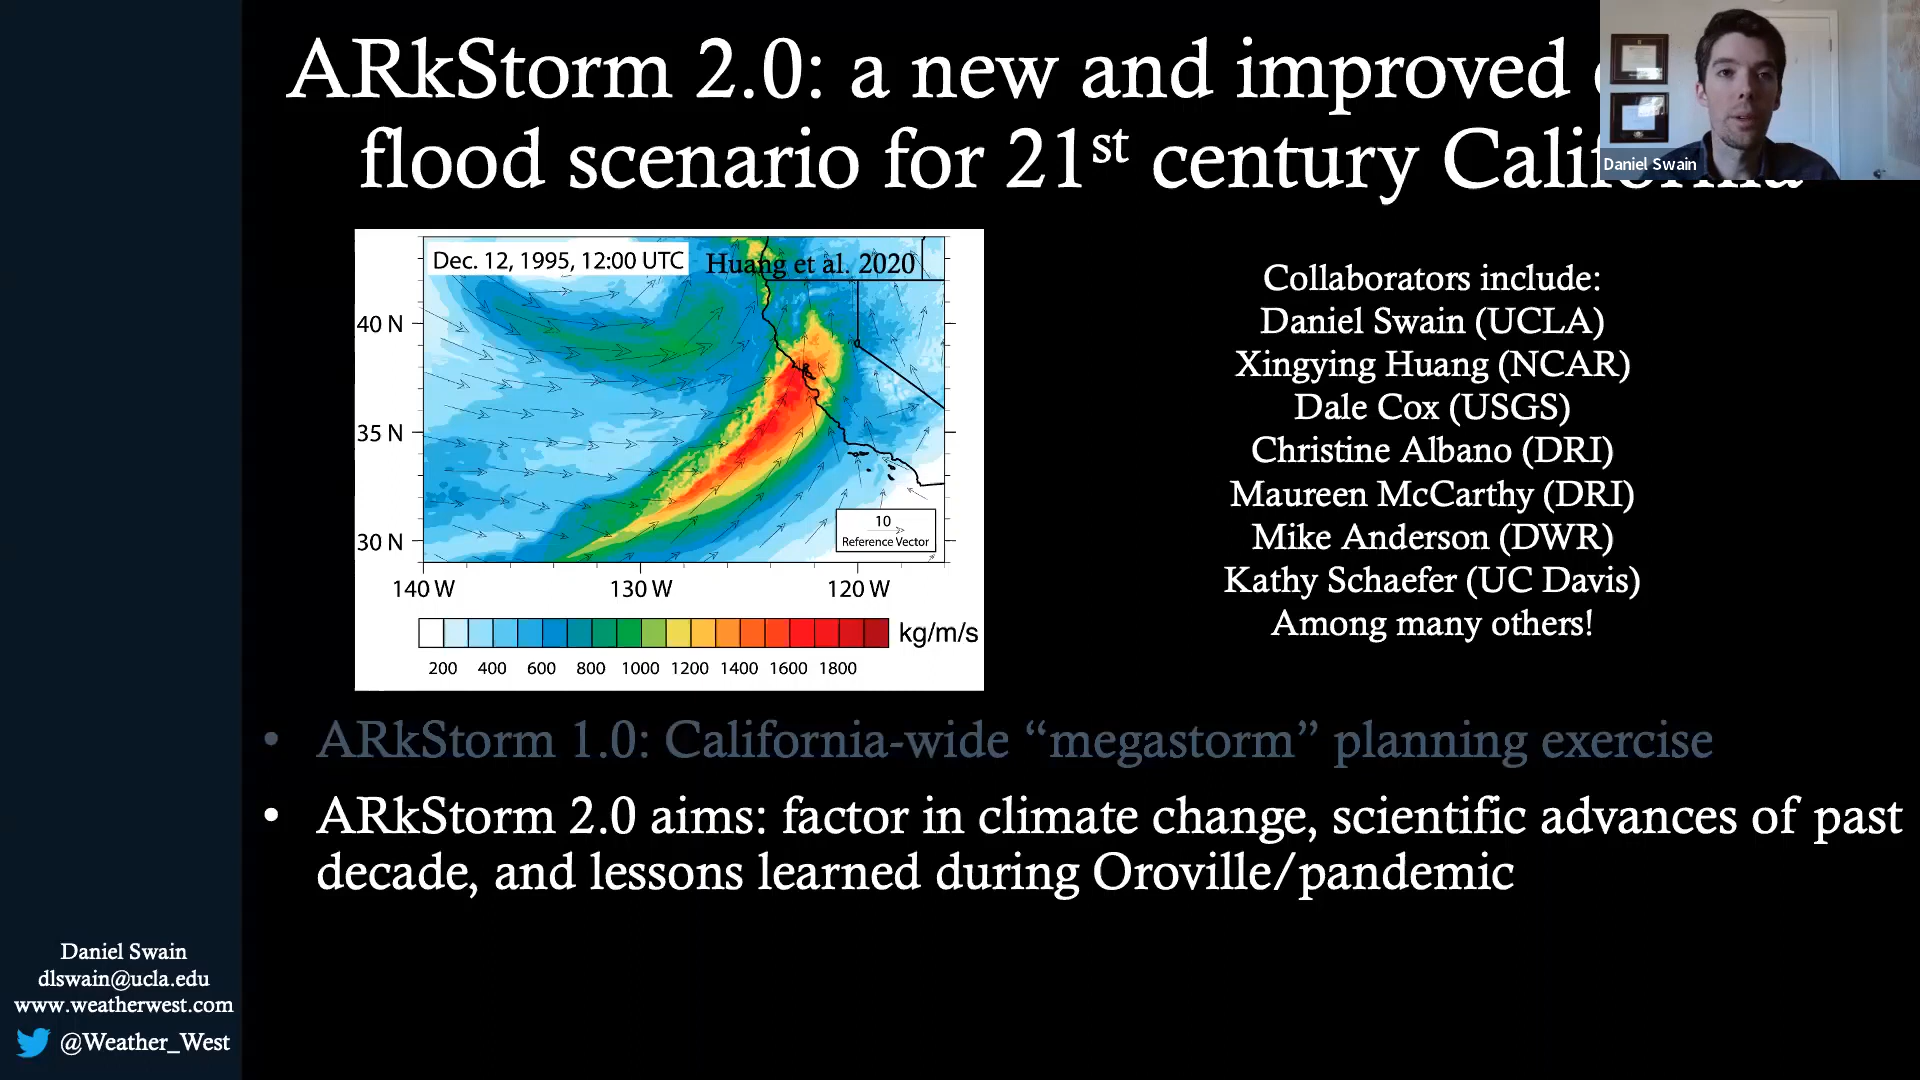 ARkStorm 2.0: a new and improved
flood scenario for 21st century California
Daniel Swain
Dec. 12, 1995, 12:00 UTC
Huang et al. 2020
40 N
35 N
30 N
10
Reference Vector
140 W
130 W
120 W
kg/m/s
200 400 600 800 1000 1200 1400 1600 1800
Collaborators include:
Daniel Swain (UCLA)
Xingying Huang (NCAR)
Dale Cox (USGS)
Christine Albano (DRI)
Maureen McCarthy (DRI)
Mike Anderson (DWR)
Kathy Schaefer (UC Davis)
Among many others!
• ARkStorm 1.0: California-wide “megastorm” planning exercise
• ARkStorm 2.0 aims: factor in climate change, scientific advances of past
decade, and lessons learned during Oroville/pandemic
Daniel Swain
dlswain@ucla.edu
www.weatherwest.com
@Weather_West